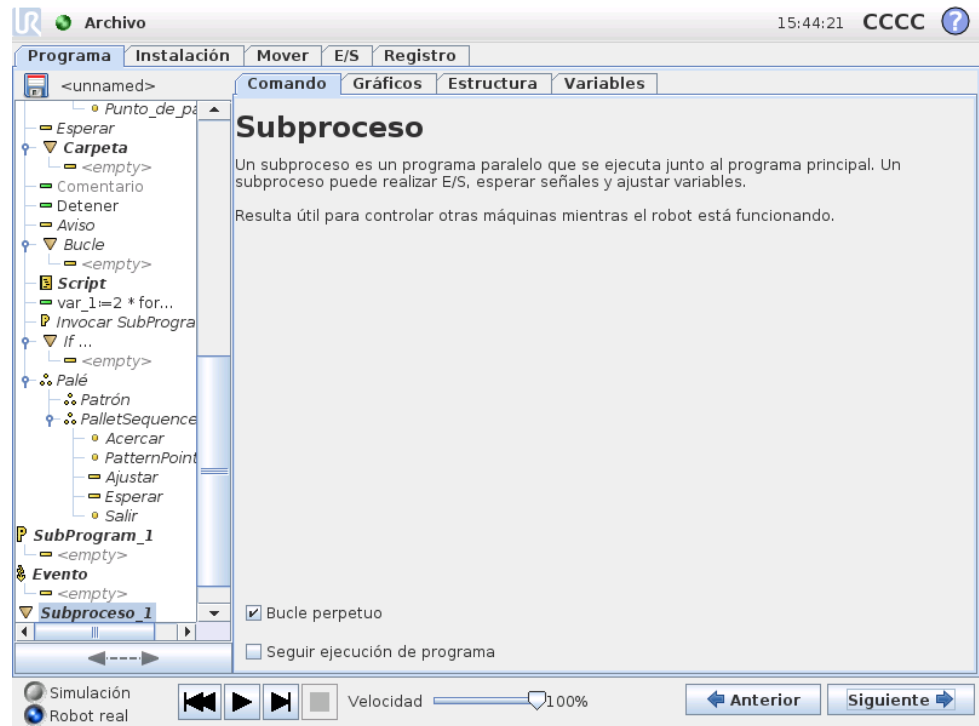 UR Archivo 15:44:21 CCCC ?
Programa Instalación Mover E/S Registro
<unnamed>
Comando Gráficos Estructura Variables
Punto_de_pa
Esperar
Carpeta
<empty>
Comentario
Detener
Aviso
Bucle
<empty>
Script
var_1:=2 * for...
Invocar SubProgra
If ...
<empty>
Palé
Patrón
PalletSequence
Acercar
PatternPoint
Ajustar
Esperar
Salir
P SubProgram_1
<empty>
Evento
<empty>
Subproceso_1
Subproceso
Un subproceso es un programa paralelo que se ejecuta junto al programa principal. Un
subproceso puede realizar E/S, esperar señales y ajustar variables.
Resulta útil para controlar otras máquinas mientras el robot está funcionando.
Bucle perpetuo
Seguir ejecución de programa
Simulación
Robot real
Velocidad 100%
Anterior Siguiente